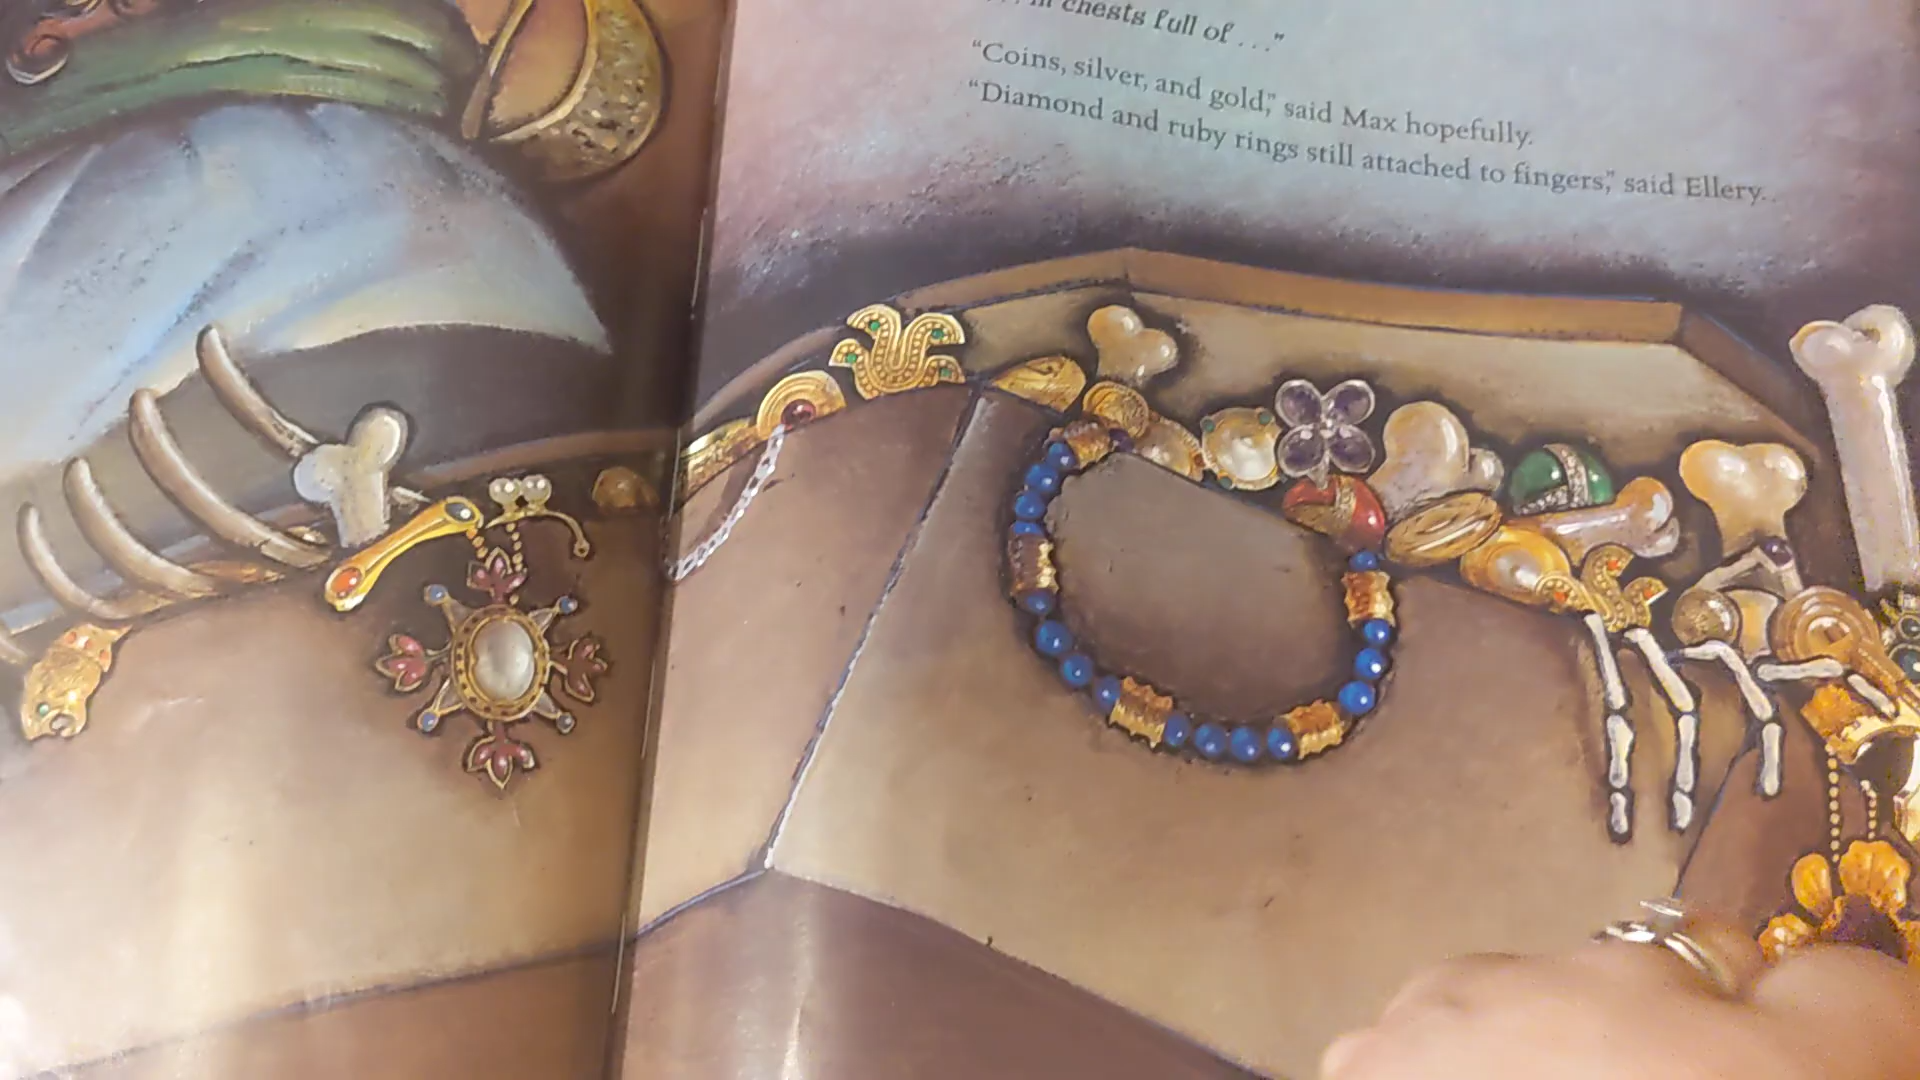 . . . in chests full of . . ."
"Coins, silver, and gold," said Max hopefully.
"Diamond and ruby rings still attached to fingers," said Ellery.